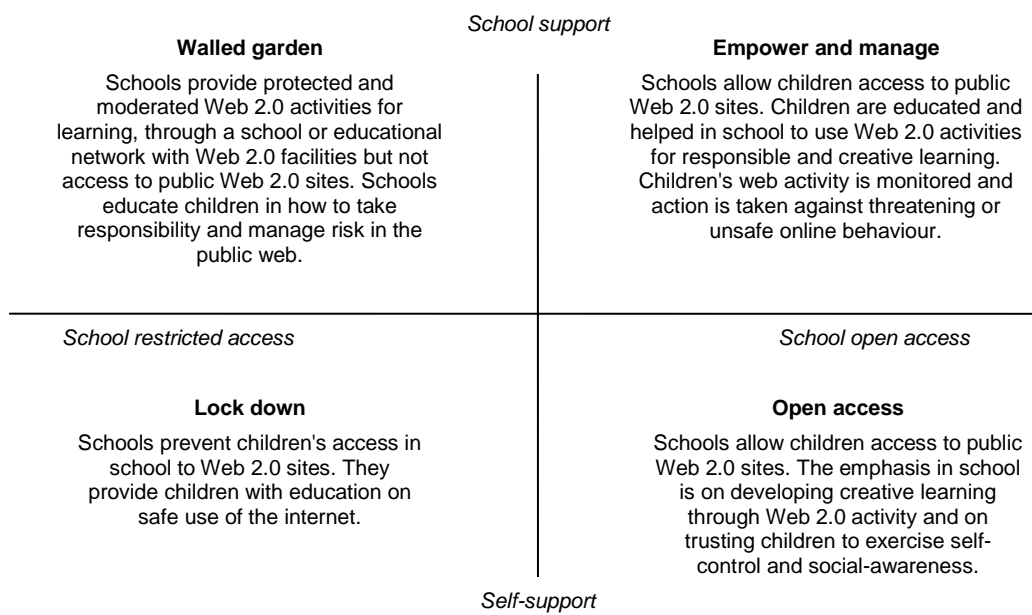 School support
Walled garden
Schools provide protected and
moderated Web 2.0 activities for
learning, through a school or educational
network with Web 2.0 facilities but not
access to public Web 2.0 sites. Schools
educate children in how to take
responsibility and manage risk in the
public web.
Empower and manage
Schools allow children access to public
Web 2.0 sites. Children are educated and
helped in school to use Web 2.0 activities
for responsible and creative learning.
Children's web activity is monitored and
action is taken against threatening or
unsafe online behaviour.
School restricted access
School open access
Lock down
Schools prevent children's access in
school to Web 2.0 sites. They
provide children with education on
safe use of the internet.
Open access
Schools allow children access to public
Web 2.0 sites. The emphasis in school
is on developing creative learning
through Web 2.0 activity and on
trusting children to exercise self-
control and social-awareness.
Self-support